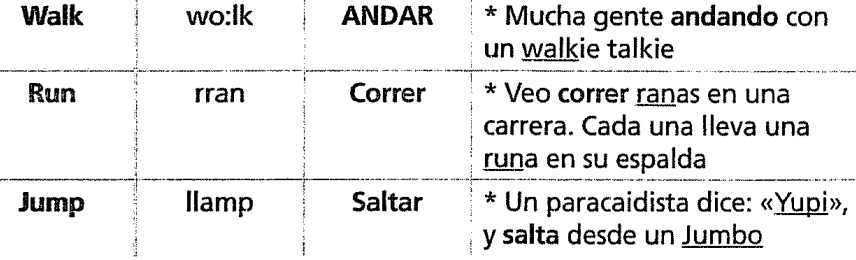 Walk wo:lk ANDAR * Mucha gente andando con
un walkie talkie
Run rran Correr * Veo correr ranas en una
carrera. Cada una lleva una
runa en su espalda
Jump llamp Saltar * Un paracaidista dice: «Yupi»,
y salta desde un Jumbo